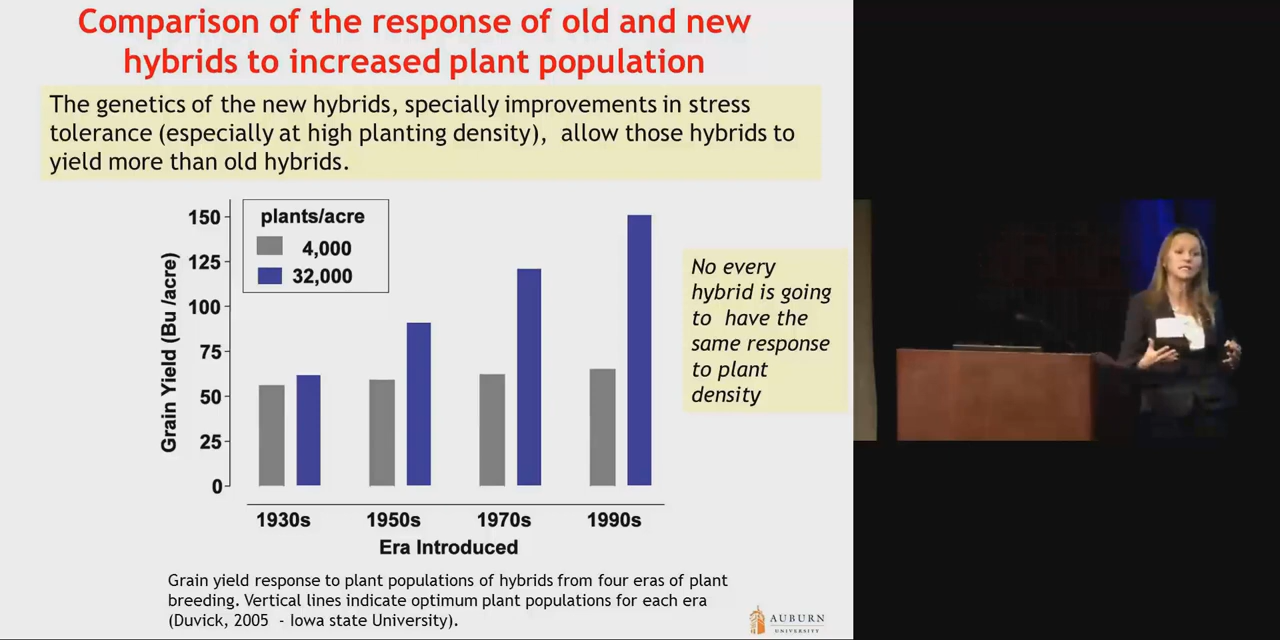 Comparison of the response of old and new
hybrids to increased plant population
The genetics of the new hybrids, specially improvements in stress
tolerance (especially at high planting density), allow those hybrids to
yield more than old hybrids.
150
125
100
75
50
25
0
Grain Yield (Bu /acre)
plants/acre
4,000
32,000
1930s
1950s
1970s
1990s
Era Introduced
No every
hybrid is going
to have the
same response
to plant
density
Grain yield response to plant populations of hybrids from four eras of plant
breeding. Vertical lines indicate optimum plant populations for each era
(Duvick, 2005 - Iowa state University).
AUBURN
UNIVERSITY